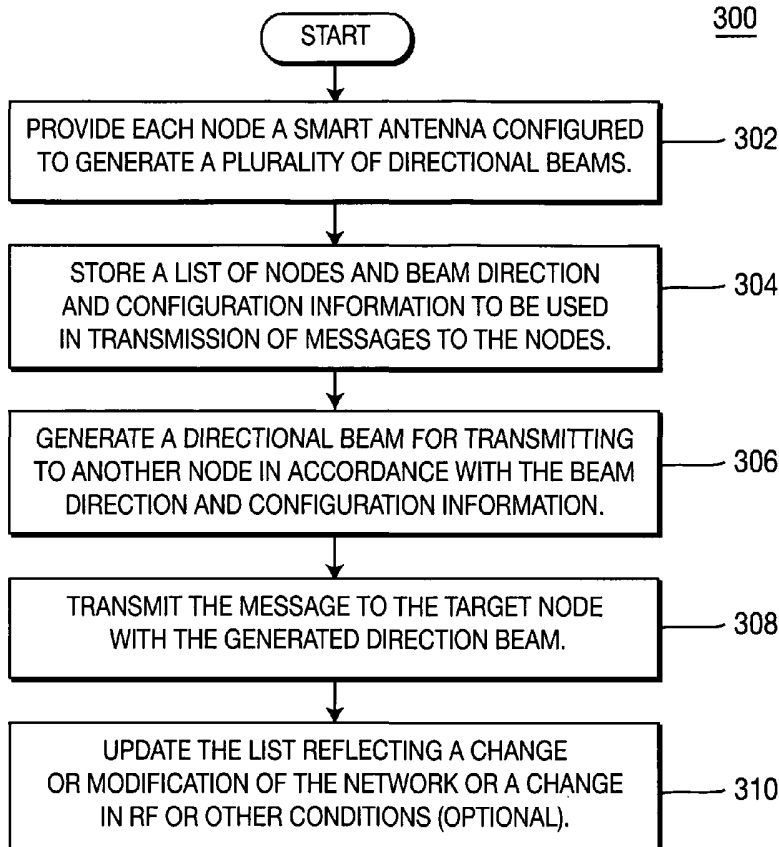 300
START
PROVIDE EACH NODE A SMART ANTENNA CONFIGURED
TO GENERATE A PLURALITY OF DIRECTIONAL BEAMS.
302
STORE A LIST OF NODES AND BEAM DIRECTION
AND CONFIGURATION INFORMATION TO BE USED
IN TRANSMISSION OF MESSAGES TO THE NODES.
304
GENERATE A DIRECTIONAL BEAM FOR TRANSMITTING
TO ANOTHER NODE IN ACCORDANCE WITH THE BEAM
DIRECTION AND CONFIGURATION INFORMATION.
306
TRANSMIT THE MESSAGE TO THE TARGET NODE
WITH THE GENERATED DIRECTION BEAM.
308
UPDATE THE LIST REFLECTING A CHANGE
OR MODIFICATION OF THE NETWORK OR A CHANGE
IN RF OR OTHER CONDITIONS (OPTIONAL).
310